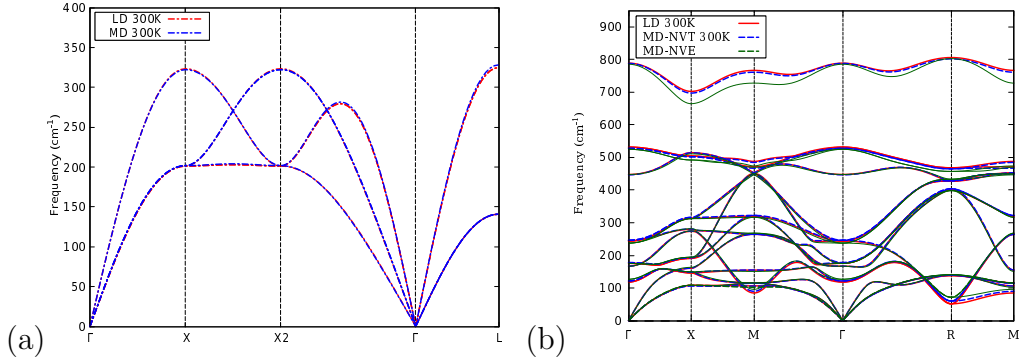 400
350
300
250
200
150
100
50
0
Frequency (cm-1)
LD 300K
MD 300K
Γ X X2 Γ L
(a)
900
800
700
600
500
400
300
200
100
0
Frequency (cm-1)
LD 300K
MD-NVT 300K
MD-NVE
Γ X M Γ R M
(b)